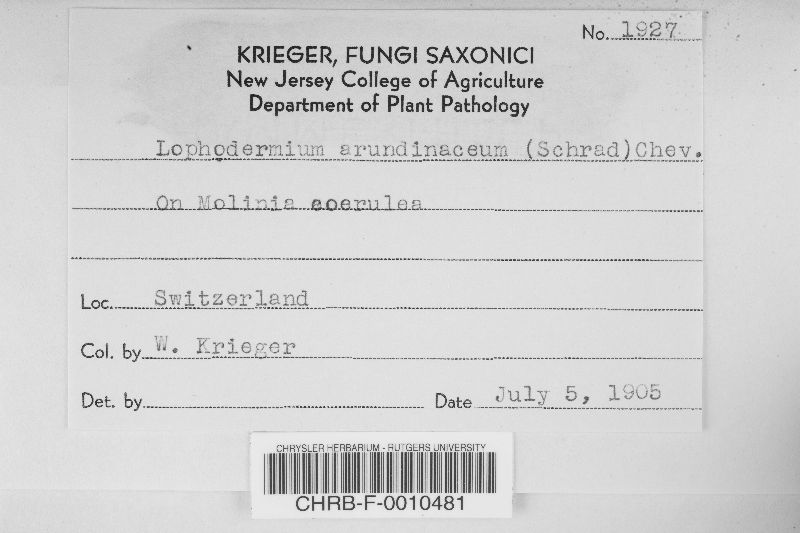 No. 1927
KRIEGER, FUNGI SAXONICI
New Jersey College of Agriculture
Department of Plant Pathology
Lophodermium arundinaceum (Schrad)Chev.
On Molinia coerulea
Loc. Switzerland
Col. by W. Krieger
Det. by Date July 5, 1905
CHRYSLER HERBARIUM - RUTGERS UNIVERSITY
CHRB-F-0010481